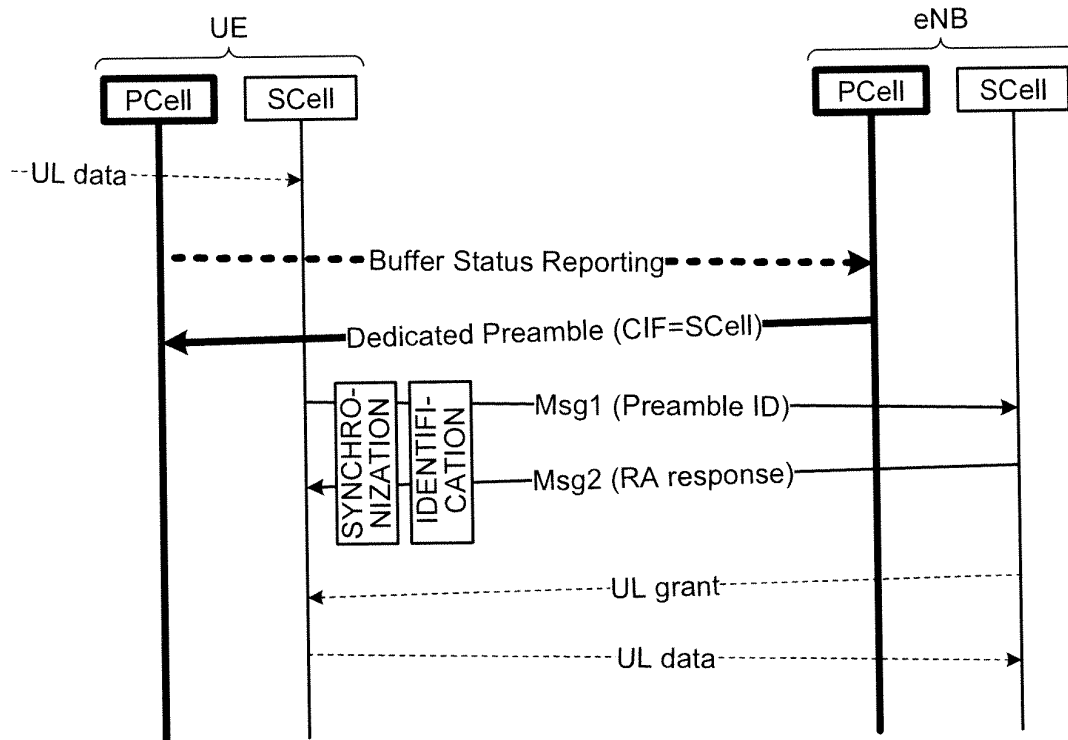 UE
eNB
PCell
SCell
PCell
SCell
UL data
Buffer Status Reporting
Dedicated Preamble (CIF=SCell)
SYNCHRO-
NIZATION
IDENTIFI-
CATION
Msg1 (Preamble ID)
Msg2 (RA response)
UL grant
UL data